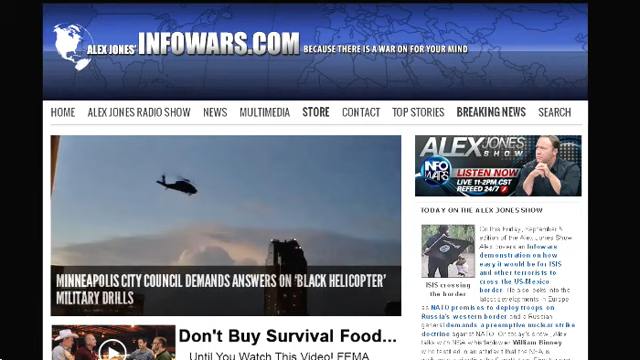 ALEX JONES' INFOWARS.COM BECAUSE THERE IS A WAR ON FOR YOUR MIND
HOME ALEX JONES RADIO SHOW NEWS MULTIMEDIA STORE CONTACT TOP STORIES BREAKING NEWS SEARCH
MINNEAPOLIS CITY COUNCIL DEMANDS ANSWERS ON 'BLACK HELICOPTER'
MILITARY DRILLS
Don't Buy Survival Food...
Until You Watch This Video! FEMA
ALEX JONES
SHOW
INFO
WARS
LISTEN NOW
LIVE 11-2PM CST
REFEED 24/7
TODAY ON THE ALEX JONES SHOW
ISIS crossing
the border
On this Friday, September 5
edition of the Alex Jones Show
Alex covers an Infowars
demonstration on how
easy it would be for ISIS
and other terrorists to
cross the US-Mexico
border. He also looks into the
latest developments in Europe
as NATO promises to deploy troops on
Russia's western border and a Russian
general demands a preemptive nuclear strike
doctrine against NATO. On today's show, Alex
talks with NSA whistleblower William Binney